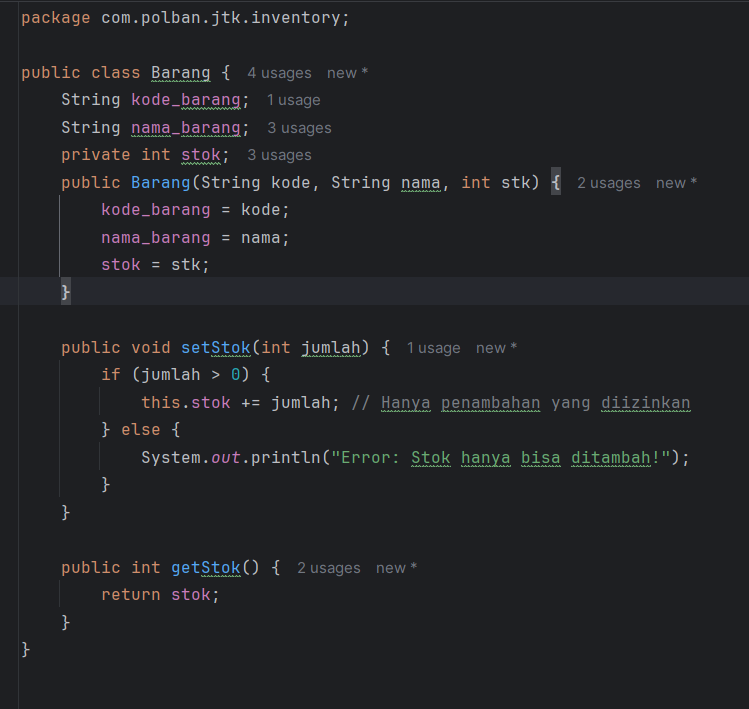 package com.polban.jtk.inventory;
public class Barang { 4 usages new *
String kode_barang; 1 usage
String nama_barang; 3 usages
private int stok; 3 usages
public Barang(String kode, String nama, int stk) { 2 usages new *
kode_barang = kode;
nama_barang = nama;
stok = stk;
}
public void setStok(int jumlah) { 1 usage new *
if (jumlah > 0) {
this.stok += jumlah; // Hanya penambahan yang diizinkan
} else {
System.out.println("Error: Stok hanya bisa ditambah!");
}
}
public int getStok() { 2 usages new *
return stok;
}
}